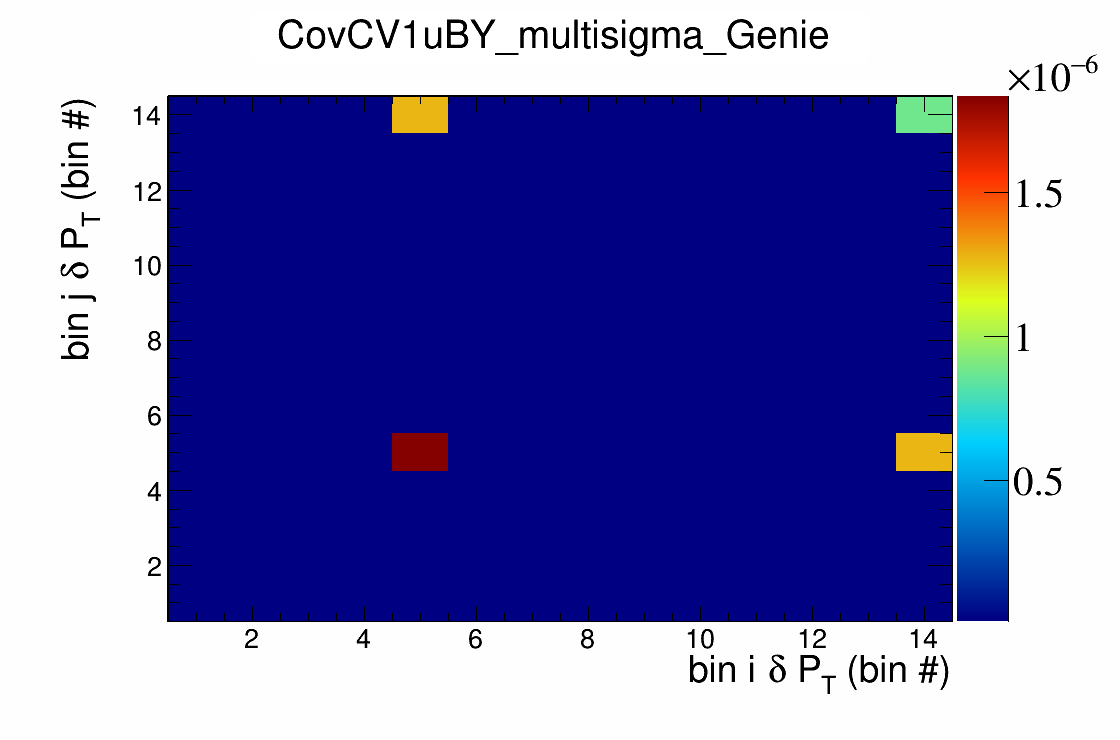 CovCV1uBY_multisigma_Genie
×10⁻⁶
bin j δ P_T (bin #)
14
12
10
8
6
4
2
2 4 6 8 10 12 14
bin i δ P_T (bin #)
1.5
1
0.5